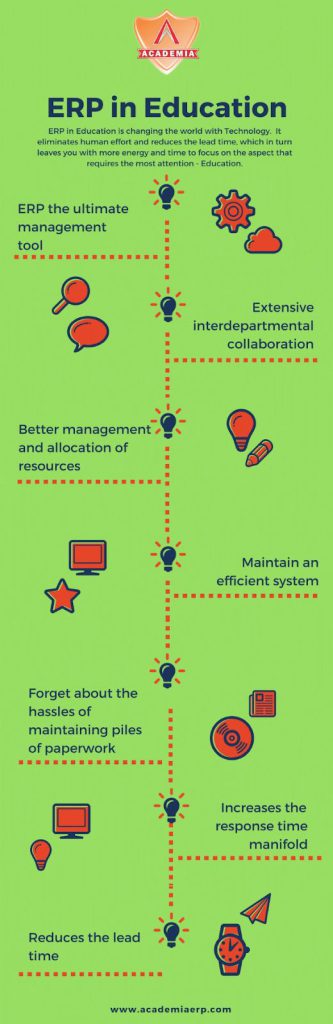 ACADEMIA
ERP in Education
ERP in Education is changing the world with Technology. It
eliminates human effort and reduces the lead time, which in turn
leaves you with more energy and time to focus on the aspect that
requires the most attention - Education.
ERP the ultimate
management
tool
Extensive
interdepartmental
collaboration
Better management
and allocation of
resources
Maintain an
efficient system
Forget about the
hassles of
maintaining piles
of paperwork
Increases the
response time
manifold
Reduces the lead
time
www.academiaerp.com